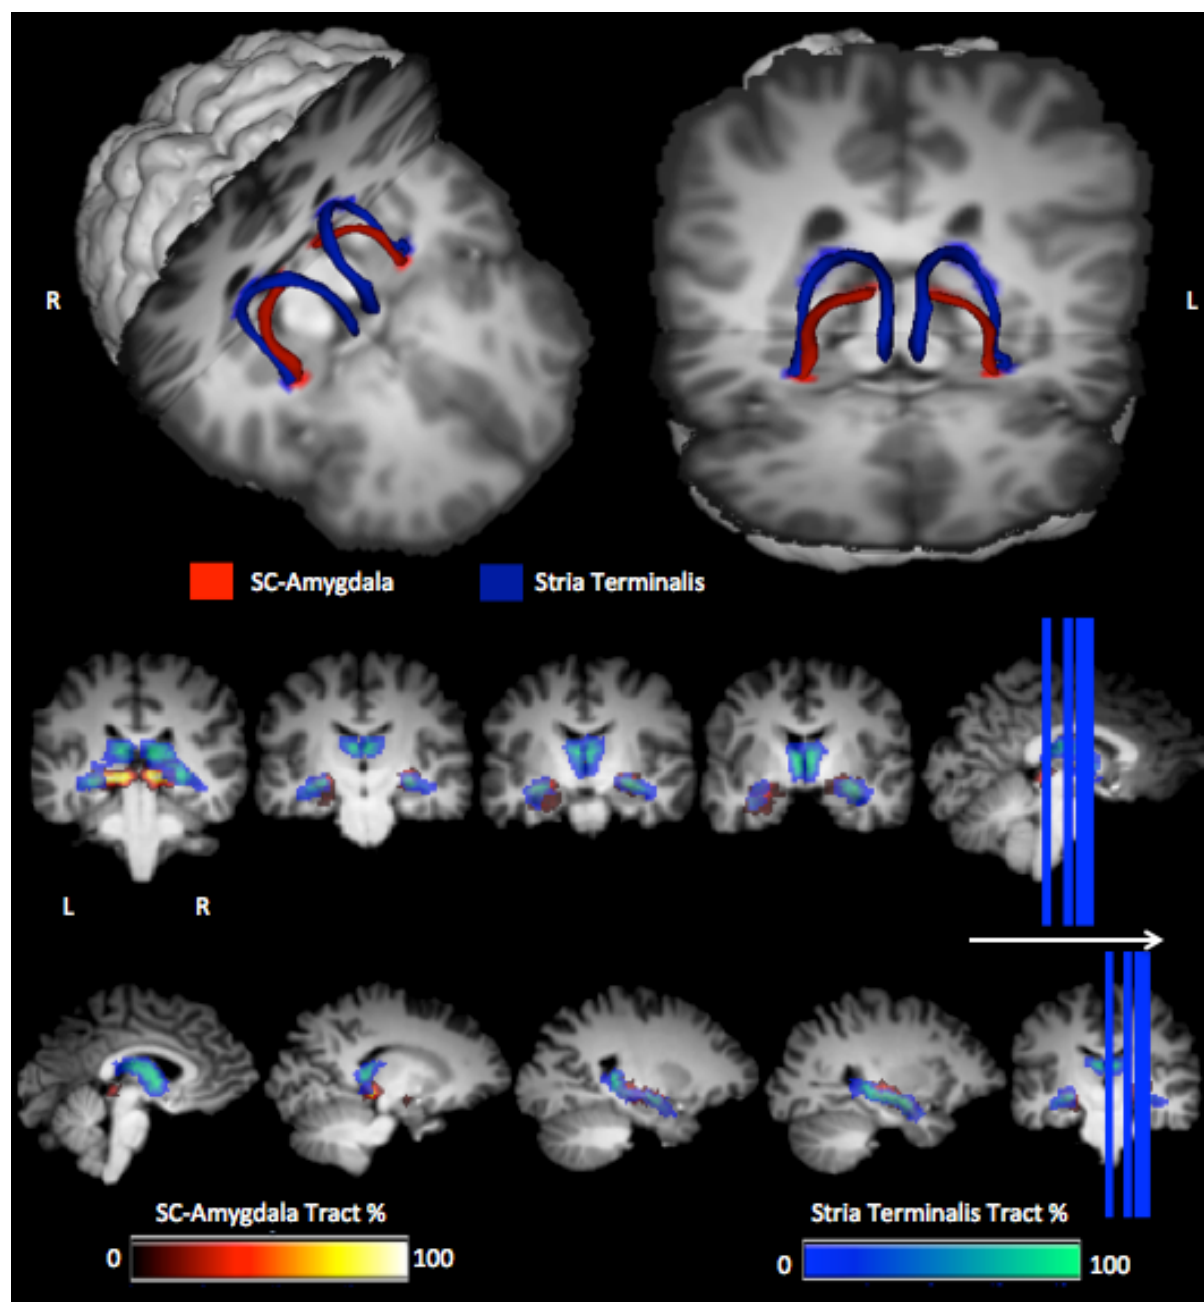 R
L
SC-Amygdala
Stria Terminalis
L R
SC-Amygdala Tract %
0 100
Stria Terminalis Tract %
0 100